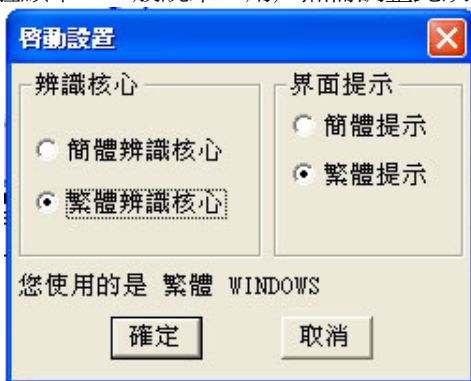 啓動設置
辨識核心
簡體辨識核心
繁體辨識核心
界面提示
簡體提示
繁體提示
您使用的是 繁體 WINDOWS
確定
取消